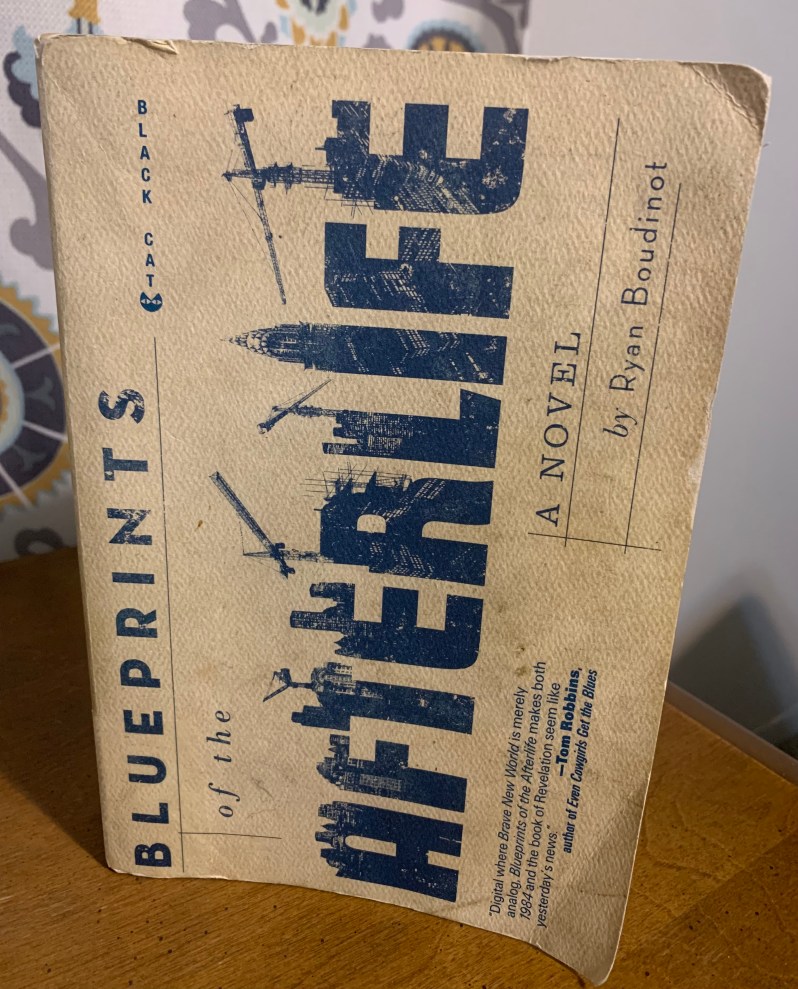 BLACK CAT
BLUEPRINTS
of the
AFTERLIFE
A NOVEL
by Ryan Boudinot
"Digital where Brave New World is merely
analog, Blueprints of the Afterlife makes both
1984 and the book of Revelation seem like
yesterday's news."
—Tom Robbins,
author of Even Cowgirls Get the Blues